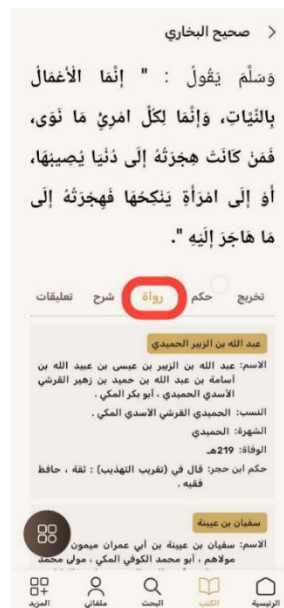 صحيح البخاري
وَسَلَّمَ يَقُولُ : " إِنَّمَا الْأَعْمَالُ
بِالنِّيَّاتِ، وَإِنَّمَا لِكُلِّ امْرِئٍ مَا نَوَى،
فَمَنْ كَانَتْ هِجْرَتُهُ إِلَى دُنْيَا يُصِيبُهَا،
أَوْ إِلَى امْرَأَةٍ يَنْكِحُهَا فَهِجْرَتُهُ إِلَى
مَا هَاجَرَ إِلَيْهِ ".
تخريج حكم رواة شرح تعليقات
عبد الله بن الزبير الحميدي
الاسم: عبد الله بن الزبير بن عيسى بن عبيد الله بن
أسامة بن عبد الله بن حميد بن زهير القرشي
الأسدي الحميدي ، أبو بكر المكي .
النسب: الحميدي القرشي الأسدي المكي .
الشهرة: الحميدي
الوفاة: 219هـ
حكم ابن حجر: قال في (تقريب التهذيب) : ثقة ، حافظ
فقيه .
سفيان بن عيينة
الاسم: سفيان بن عيينة بن أبي عمران ميمون
مولاهم ، أبو محمد الكوفي المكي ، مولى محمد
الرئيسية الكتب البحث ملفاتي المزيد